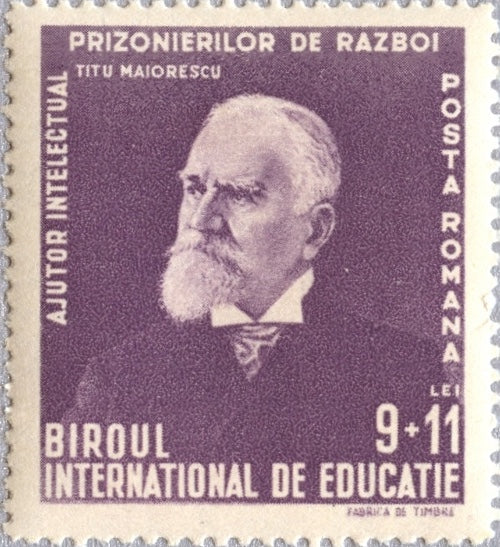 PRIZONIERILOR DE RAZBOI
TITU MAIORESCU
AJUTOR INTELECTUAL
POSTA ROMANA
LEI
9+11
BIROUL
INTERNATIONAL DE EDUCATIE
FABRICA DE TIMBRE